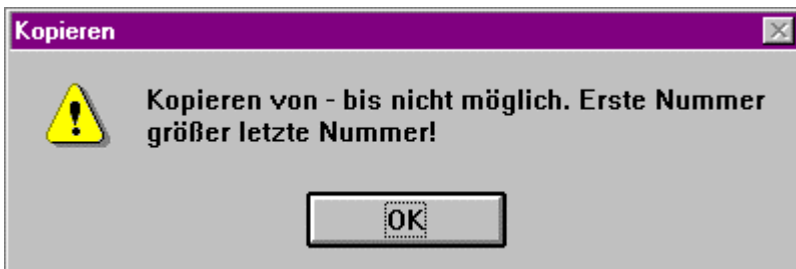 Kopieren
Kopieren von - bis nicht möglich. Erste Nummer
größer letzte Nummer!
OK